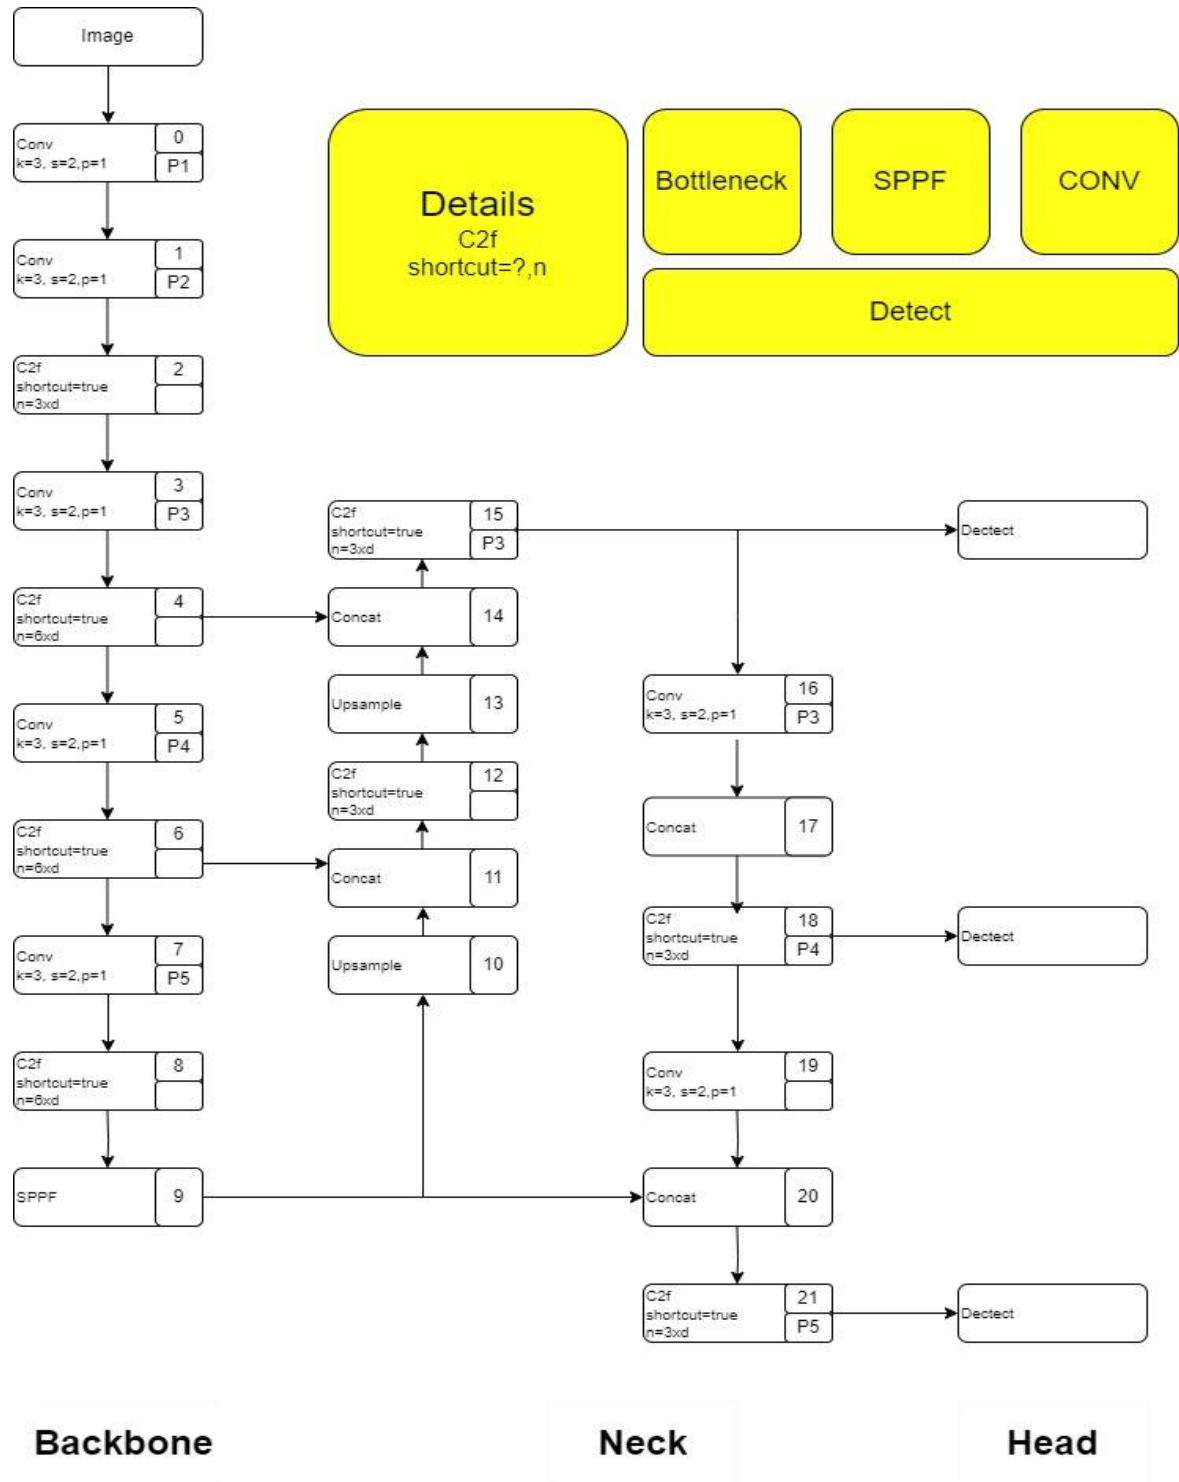 Image
Conv
k=3, s=2,p=1
0
P1
Conv
k=3, s=2,p=1
1
P2
C2f
shortcut=true
n=3xd
2
Conv
k=3, s=2,p=1
3
P3
C2f
shortcut=true
n=6xd
4
Conv
k=3, s=2,p=1
5
P4
C2f
shortcut=true
n=6xd
6
Conv
k=3, s=2,p=1
7
P5
C2f
shortcut=true
n=6xd
8
SPPF
9
Details
C2f
shortcut=?,n
Bottleneck
SPPF
CONV
Detect
C2f
shortcut=true
n=3xd
15
P3
Concat
14
Upsample
13
C2f
shortcut=true
n=3xd
12
Concat
11
Upsample
10
Conv
k=3, s=2,p=1
16
P3
Concat
17
C2f
shortcut=true
n=3xd
18
P4
Conv
k=3, s=2,p=1
19
Concat
20
C2f
shortcut=true
n=3xd
21
P5
Dectect
Dectect
Dectect
Backbone
Neck
Head